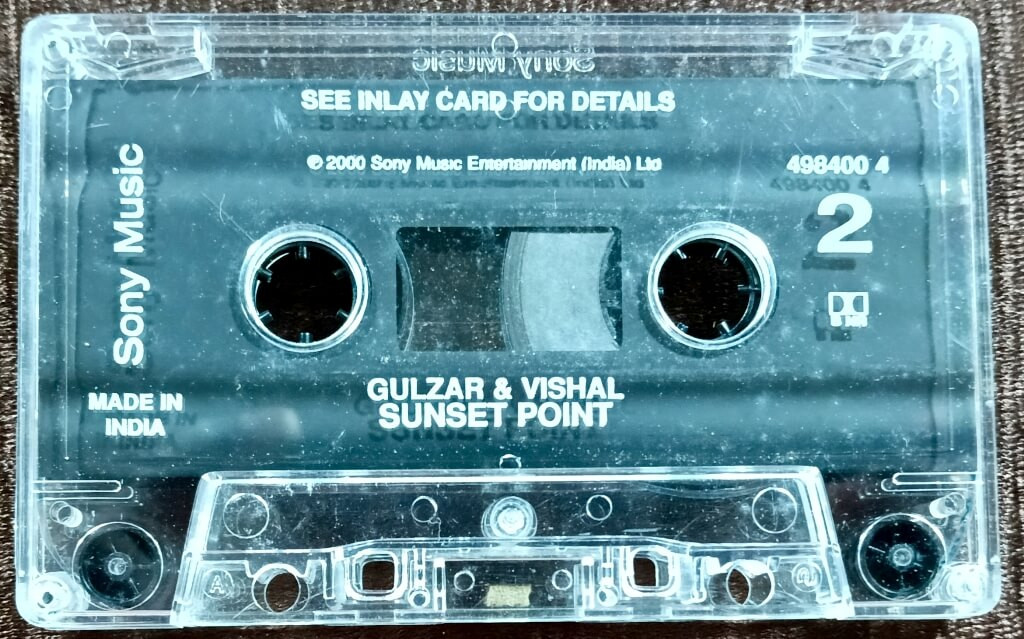 SEE INLAY CARD FOR DETAILS
℗ 2000 Sony Music Entertainment (India) Ltd
498400 4
2
Sony Music
B NR
GULZAR & VISHAL
SUNSET POINT
MADE IN
INDIA
Sony Music
A